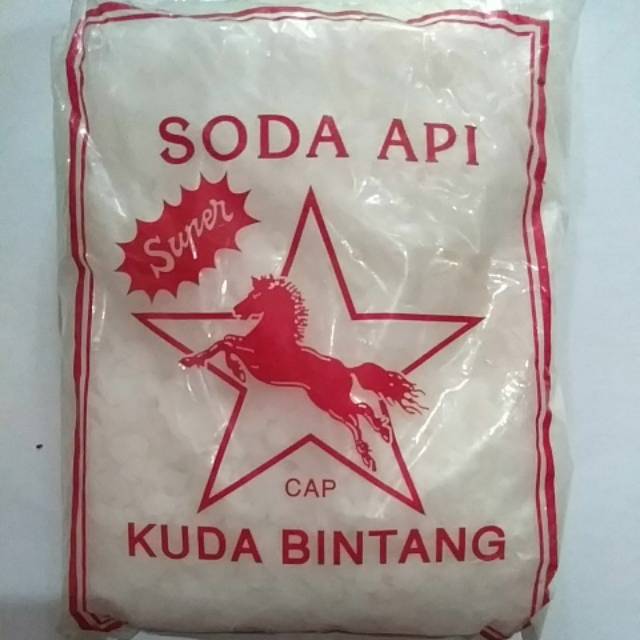 SODA API
Super
CAP
KUDA BINTANG